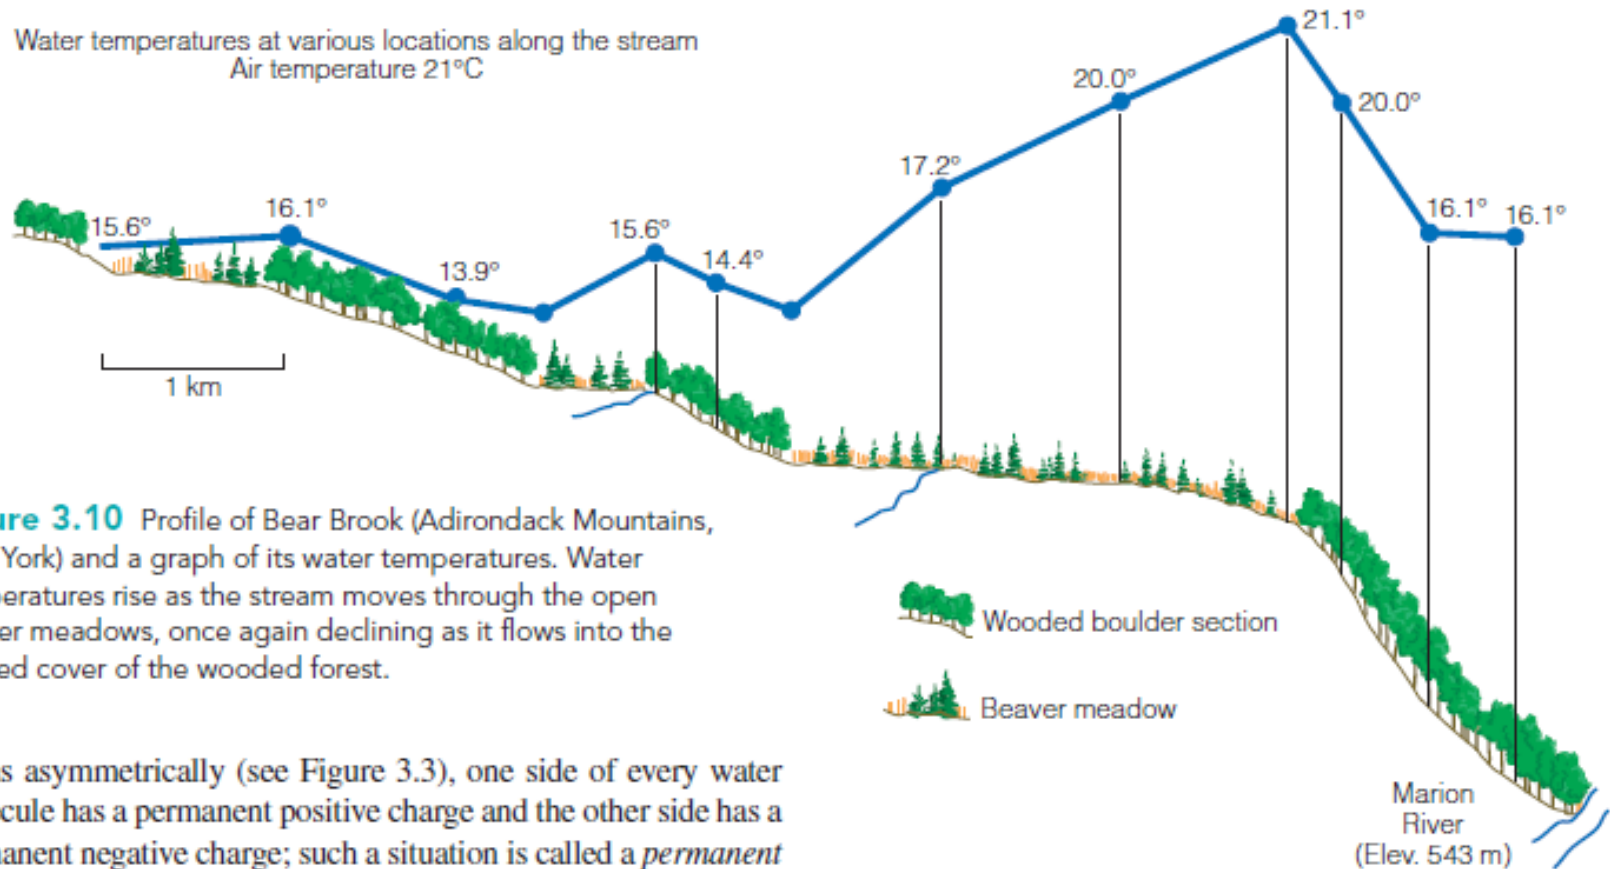 Water temperatures at various locations along the stream
Air temperature 21°C
15.6°
16.1°
13.9°
15.6°
14.4°
17.2°
20.0°
21.1°
20.0°
16.1°
16.1°
1 km
ure 3.10 Profile of Bear Brook (Adirondack Mountains,
York) and a graph of its water temperatures. Water
peratures rise as the stream moves through the open
er meadows, once again declining as it flows into the
ed cover of the wooded forest.
Wooded boulder section
Beaver meadow
Marion
River
(Elev. 543 m)
s asymmetrically (see Figure 3.3), one side of every water
cule has a permanent positive charge and the other side has a
nanent negative charge; such a situation is called a permanent